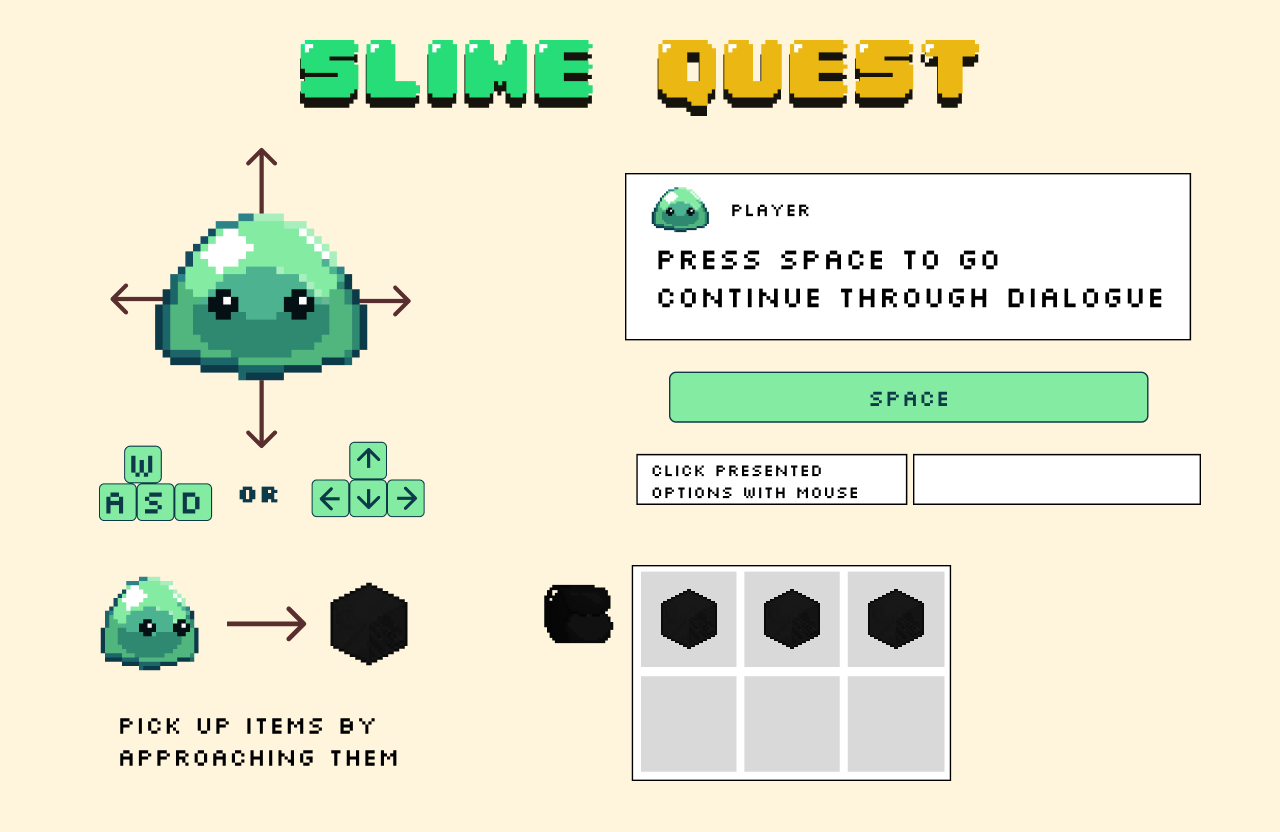 SLIME QUEST
PLAYER
PRESS SPACE TO GO
CONTINUE THROUGH DIALOGUE
SPACE
W
A S D
OR
CLICK PRESENTED
OPTIONS WITH MOUSE
B
PICK UP ITEMS BY
APPROACHING THEM